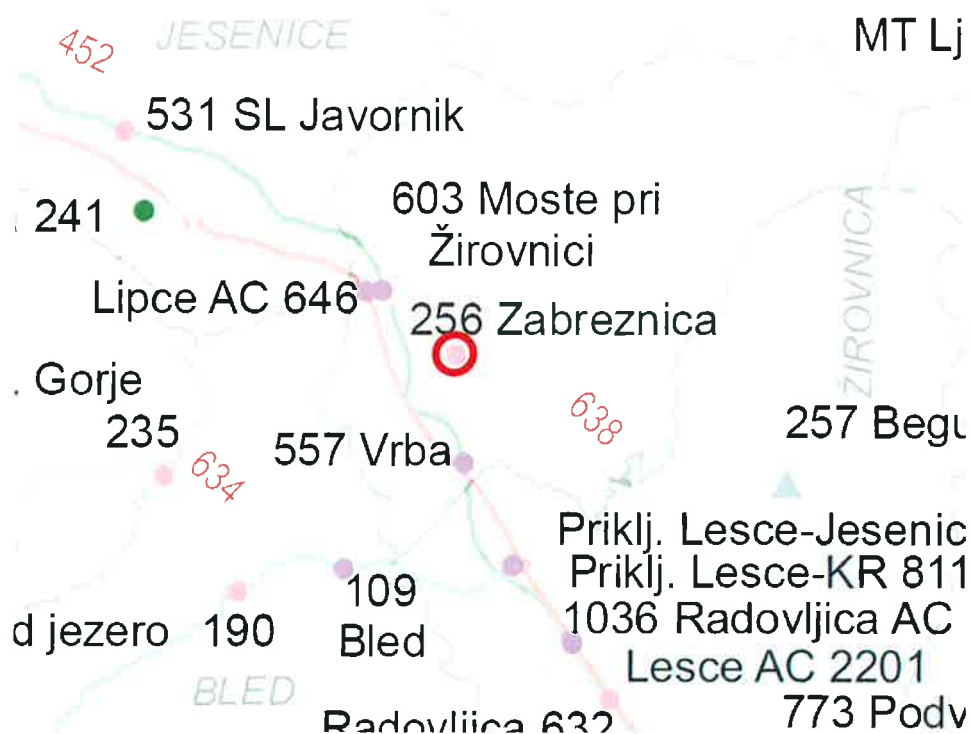 452
JESENICE
MT Lj
531 SL Javornik
241
603 Moste pri
Žirovnici
ŽIROVNICA
Lipce AC 646
256 Zabreznica
. Gorje
235
634
638
557 Vrba
257 Begu
Priklj. Lesce-Jesenic
Priklj. Lesce-KR 811
109
Bled
d jezero 190
1036 Radovljica AC
Lesce AC 2201
BLED
773 Podv
Radovljica 632